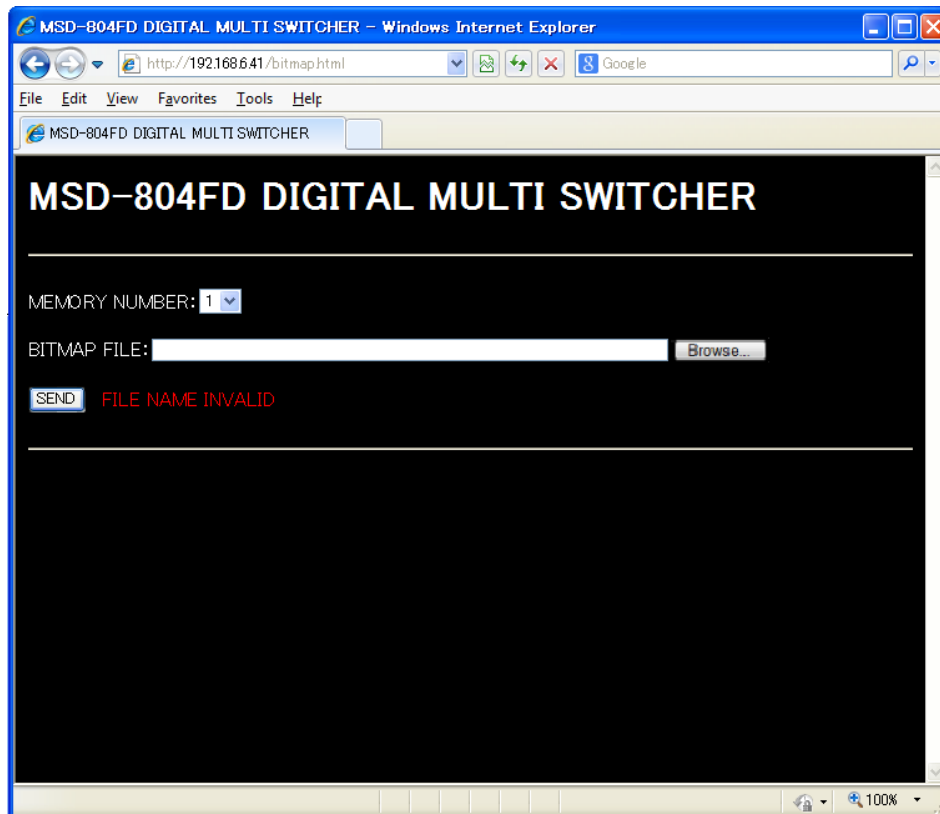 MSD-804FD DIGITAL MULTI SWITCHER - Windows Internet Explorer
http://192.168.6.41/bitmap.html
Google
File Edit View Favorites Tools Help
MSD-804FD DIGITAL MULTI SWITCHER
MSD-804FD DIGITAL MULTI SWITCHER
MEMORY NUMBER: 1
BITMAP FILE: Browse...
SEND FILE NAME INVALID
100%